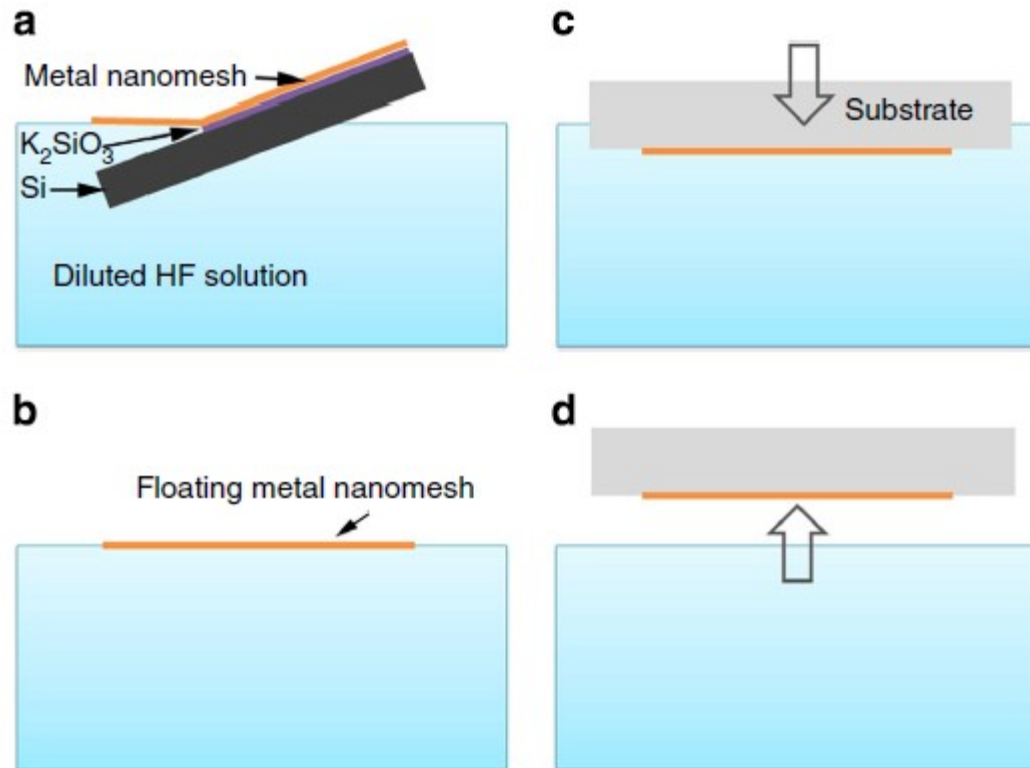 a
Metal nanomesh
K₂SiO₃
Si
Diluted HF solution
b
Floating metal nanomesh
c
Substrate
d